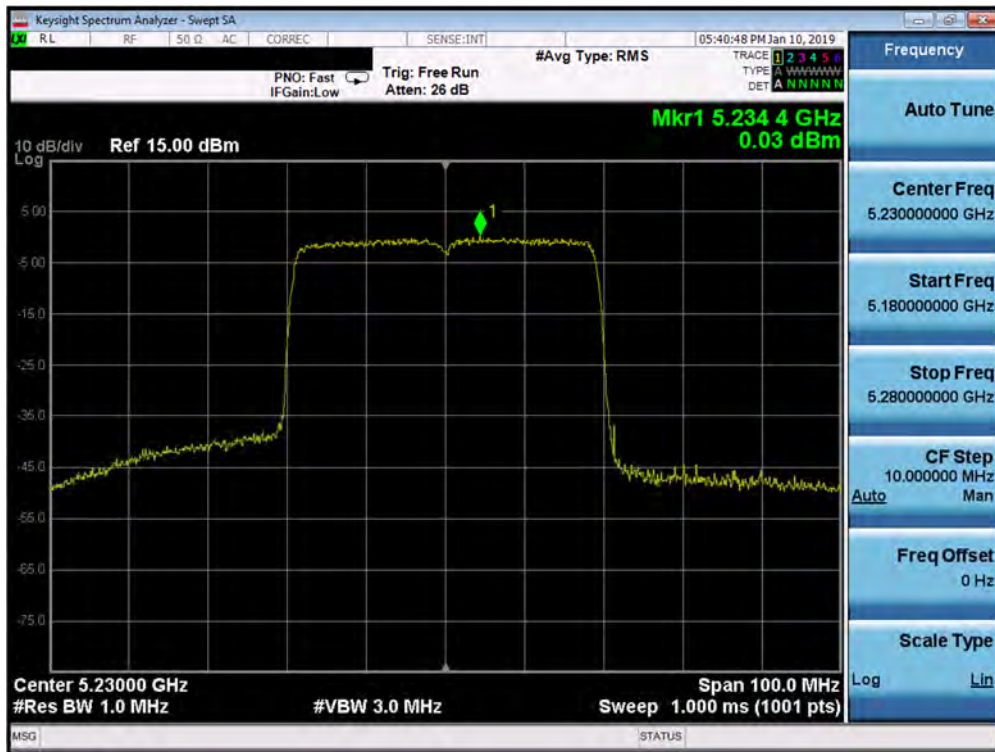 Keysight Spectrum Analyzer - Swept SA
LXI RL RF 50 Ω AC CORREC SENSE:INT 05:40:48 PM Jan 10, 2019
#Avg Type: RMS
TRACE 1 2 3 4 5 6
PNO: Fast Trig: Free Run
TYPE A WWWWW
IFGain:Low Atten: 26 dB
DET A N N N N N
Mkr1 5.234 4 GHz
0.03 dBm
10 dB/div Ref 15.00 dBm
Log
1
5.00
-5.00
-15.0
-25.0
-35.0
-45.0
-55.0
-65.0
-75.0
Center 5.23000 GHz Span 100.0 MHz
#Res BW 1.0 MHz #VBW 3.0 MHz Sweep 1.000 ms (1001 pts)
MSG STATUS
Frequency
Auto Tune
Center Freq
5.230000000 GHz
Start Freq
5.180000000 GHz
Stop Freq
5.280000000 GHz
CF Step
10.000000 MHz
Auto Man
Freq Offset
0 Hz
Scale Type
Log Lin